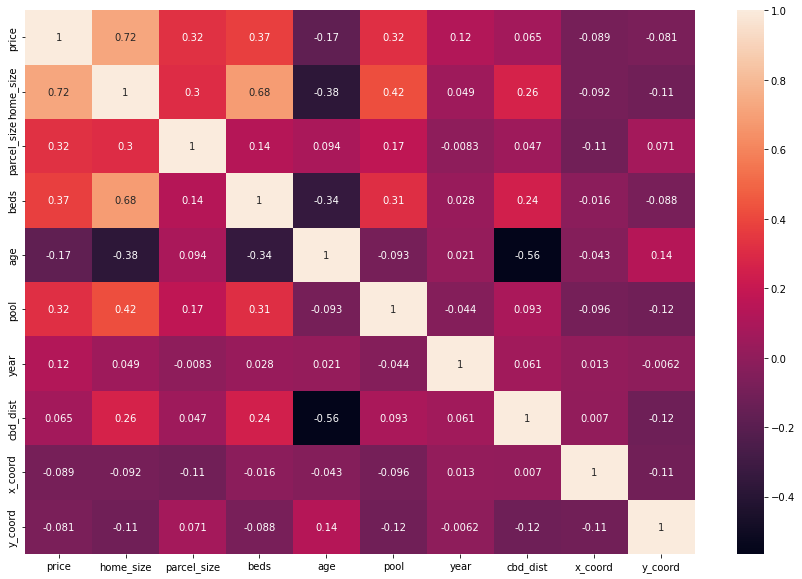 price 1 0.72 0.32 0.37 -0.17 0.32 0.12 0.065 -0.089 -0.081
home_size 0.72 1 0.3 0.68 -0.38 0.42 0.049 0.26 -0.092 -0.11
parcel_size 0.32 0.3 1 0.14 0.094 0.17 -0.0083 0.047 -0.11 0.071
beds 0.37 0.68 0.14 1 -0.34 0.31 0.028 0.24 -0.016 -0.088
age -0.17 -0.38 0.094 -0.34 1 -0.093 0.021 -0.56 -0.043 0.14
pool 0.32 0.42 0.17 0.31 -0.093 1 -0.044 0.093 -0.096 -0.12
year 0.12 0.049 -0.0083 0.028 0.021 -0.044 1 0.061 0.013 -0.0062
cbd_dist 0.065 0.26 0.047 0.24 -0.56 0.093 0.061 1 0.007 -0.12
x_coord -0.089 -0.092 -0.11 -0.016 -0.043 -0.096 0.013 0.007 1 -0.11
y_coord -0.081 -0.11 0.071 -0.088 0.14 -0.12 -0.0062 -0.12 -0.11 1
price home_size parcel_size beds age pool year cbd_dist x_coord y_coord
1.0
0.8
0.6
0.4
0.2
0.0
-0.2
-0.4